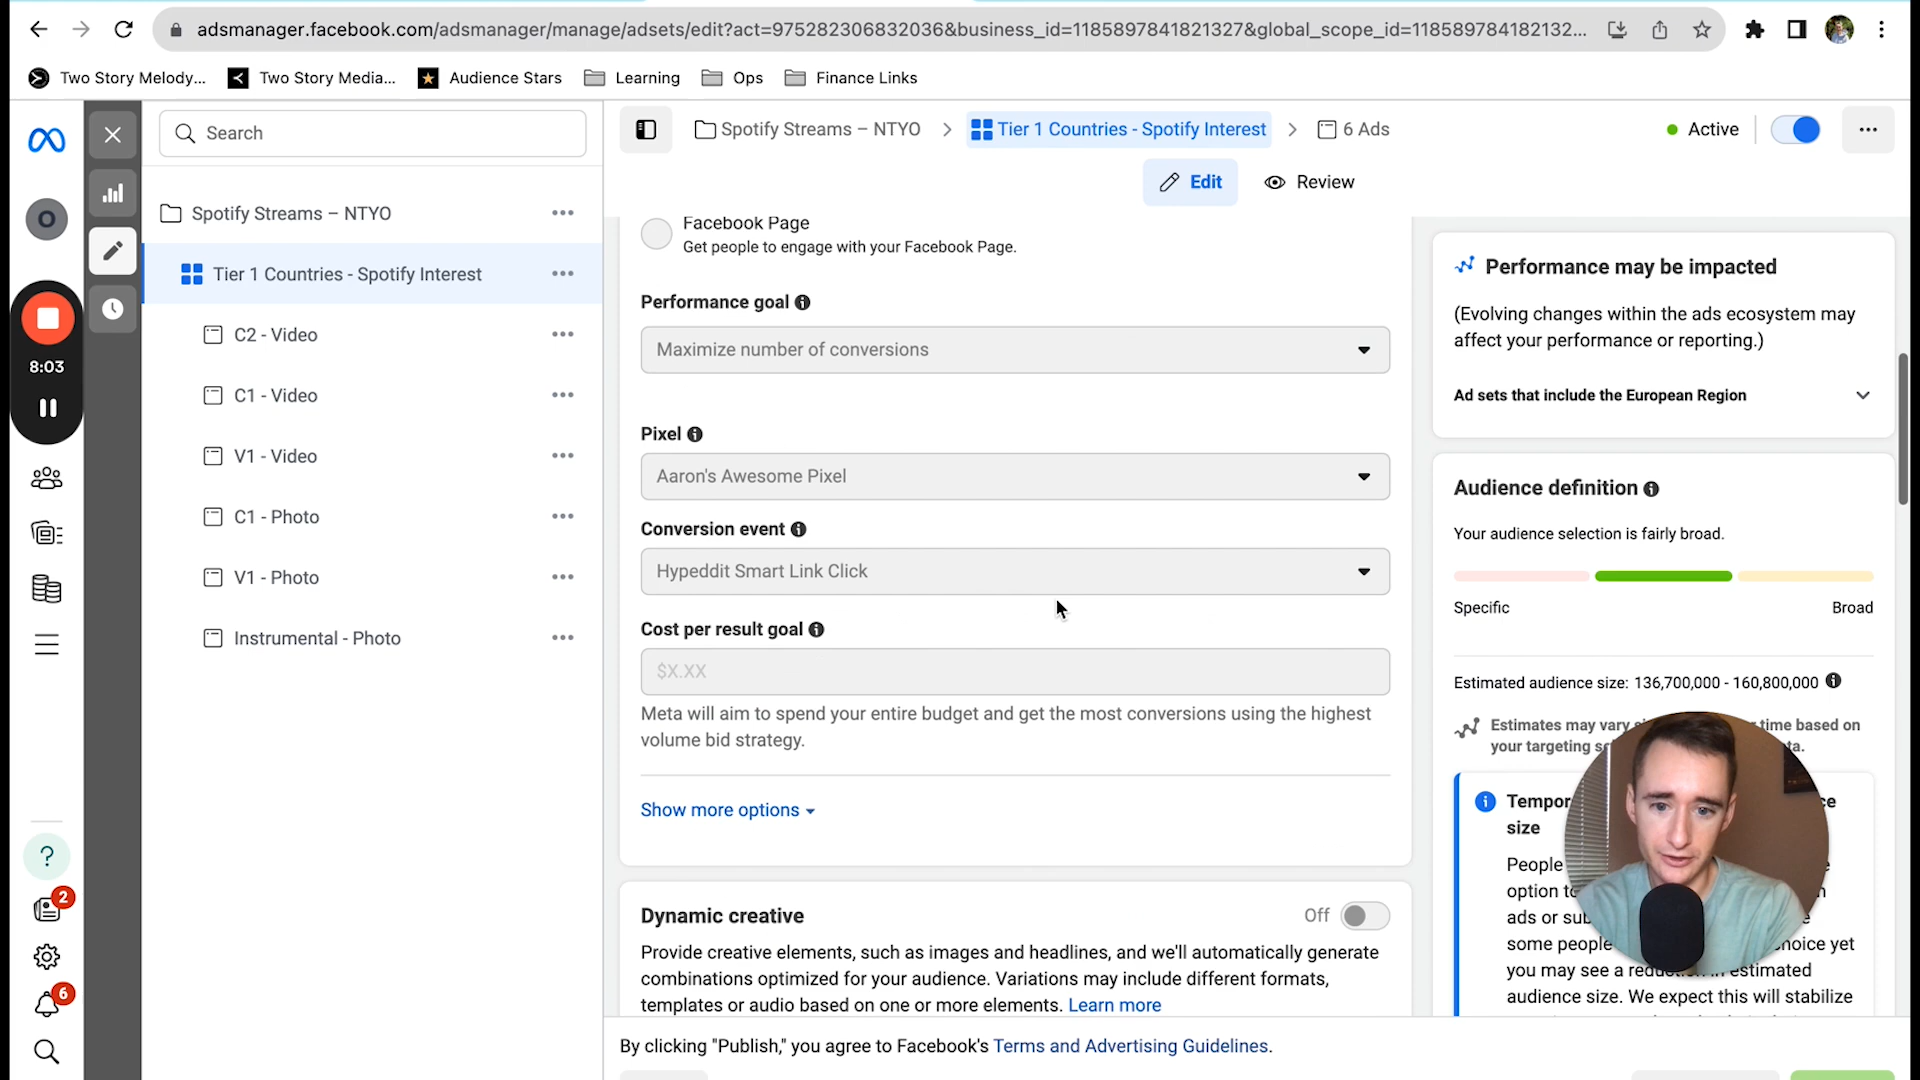 adsmanager.facebook.com/adsmanager/manage/adsets/edit?act=975282306832036&business_id=1185897841821327&global_scope_id=118589784182132...
Two Story Melody...
Two Story Media...
Audience Stars
Learning
Ops
Finance Links
Search
Spotify Streams – NTYO
Tier 1 Countries - Spotify Interest
6 Ads
Active
Edit
Review
Spotify Streams – NTYO
Tier 1 Countries - Spotify Interest
C2 - Video
C1 - Video
V1 - Video
C1 - Photo
V1 - Photo
Instrumental - Photo
O
8:03
2
6
Facebook Page
Get people to engage with your Facebook Page.
Performance goal
Maximize number of conversions
Pixel
Aaron's Awesome Pixel
Conversion event
Hypeddit Smart Link Click
Cost per result goal
$X.XX
Meta will aim to spend your entire budget and get the most conversions using the highest
volume bid strategy.
Show more options
Dynamic creative
Off
Provide creative elements, such as images and headlines, and we'll automatically generate
combinations optimized for your audience. Variations may include different formats,
templates or audio based on one or more elements. Learn more
By clicking "Publish," you agree to Facebook's Terms and Advertising Guidelines.
Performance may be impacted
(Evolving changes within the ads ecosystem may
affect your performance or reporting.)
Ad sets that include the European Region
Audience definition
Your audience selection is fairly broad.
Specific
Broad
Estimated audience size: 136,700,000 - 160,800,000
Estimates may vary time based on
your targeting
size
People
option
ads or
some people choice yet
you may see a estimated
audience size. We expect this will stabilize